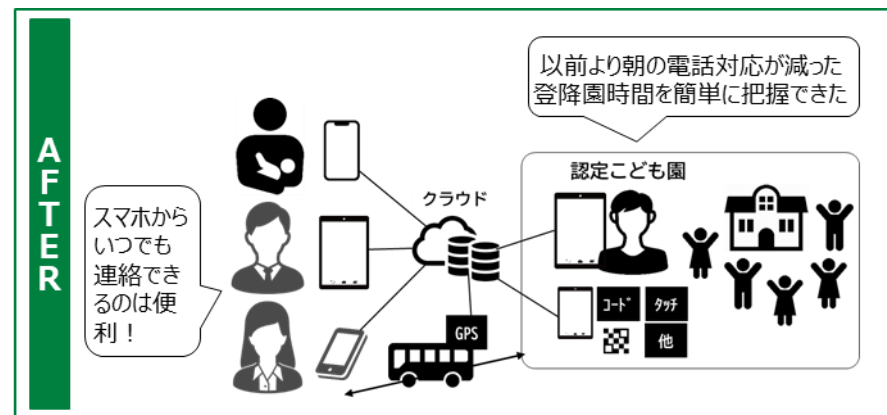 AFTER
以前より朝の電話対応が減った
登降園時間を簡単に把握できた
スマホから
いつでも
連絡でき
るのは便
利！
クラウド
認定こども園
GPS
ｺｰﾄﾞ
ﾀｯﾁ
他